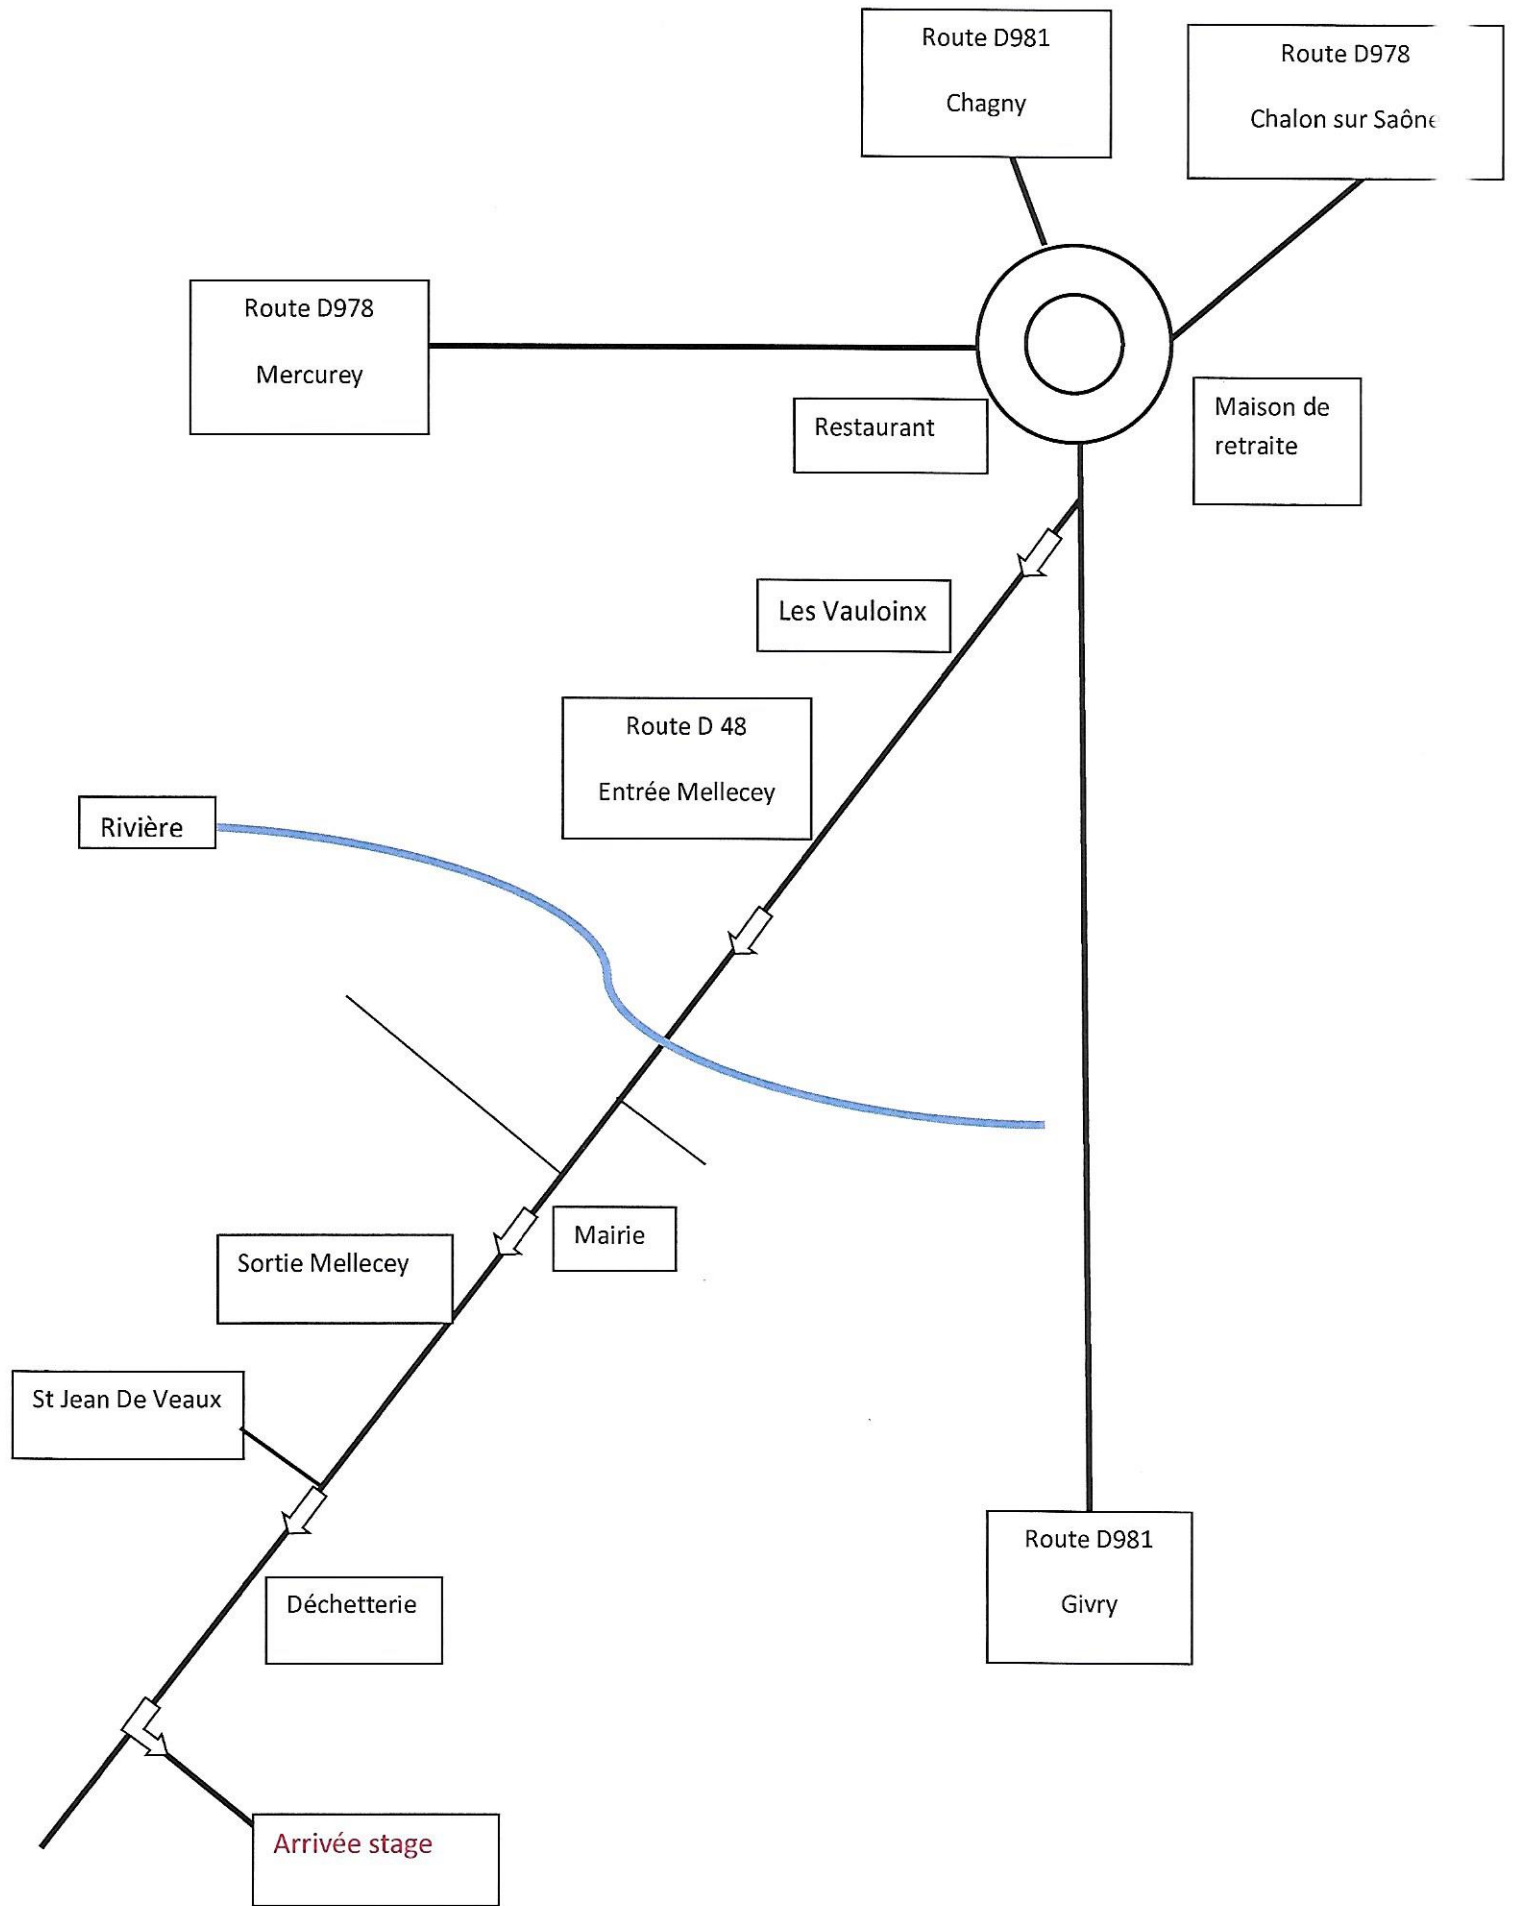 Route D981
Chagny
Route D978
Chalon sur Saône
Route D978
Mercurey
Restaurant
Maison de
retraite
Les Vauloinx
Route D 48
Entrée Mellecey
Rivière
Mairie
Sortie Mellecey
St Jean De Veaux
Déchetterie
Route D981
Givry
Arrivée stage